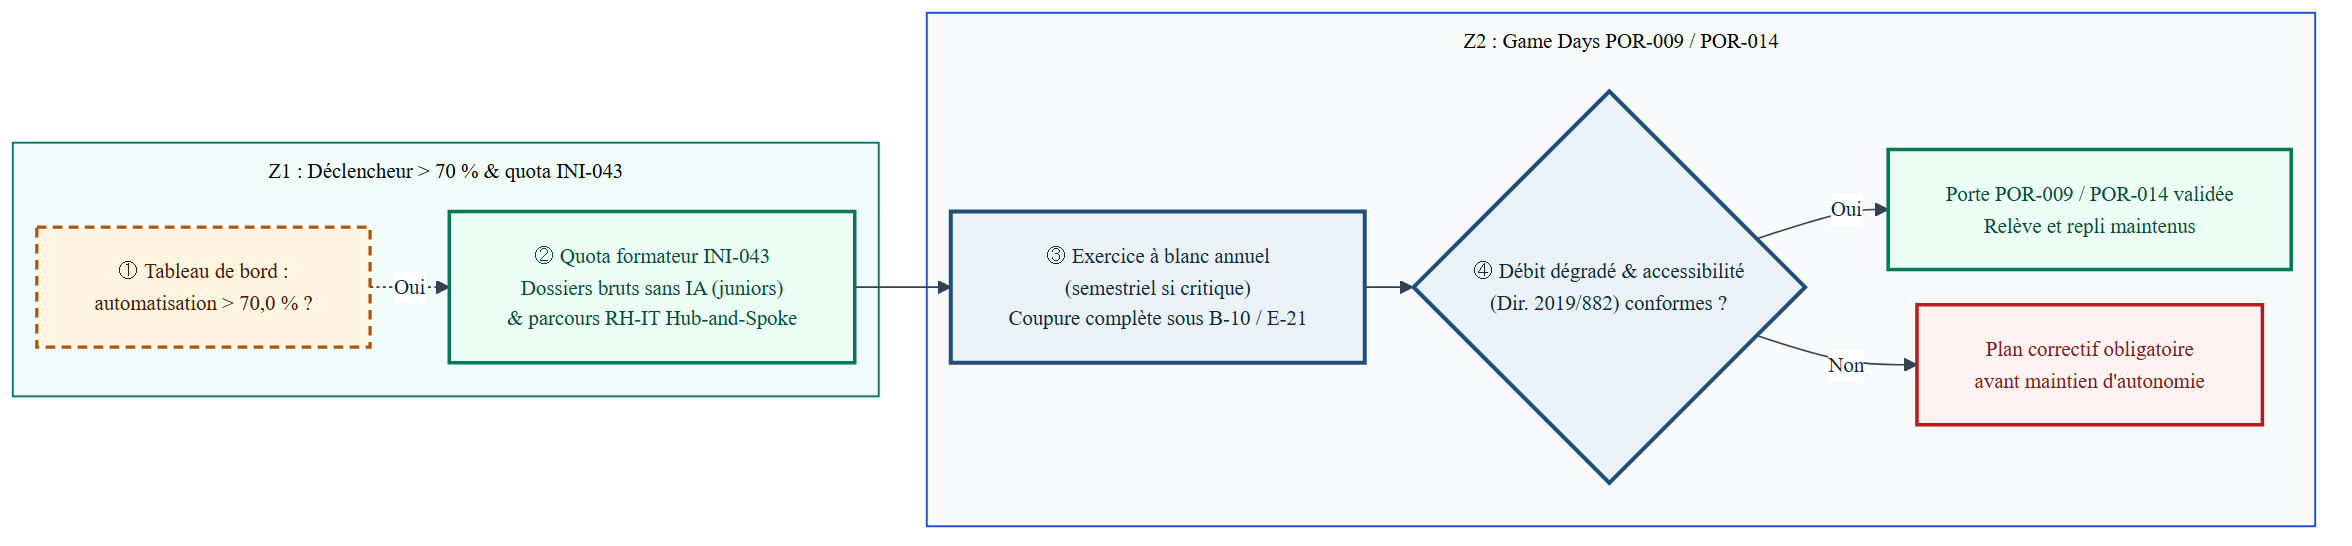 Z1 : Déclencheur > 70 % & quota INI-043
① Tableau de bord :
automatisation > 70,0 % ?
Oui
② Quota formateur INI-043
Dossiers bruts sans IA (juniors)
& parcours RH-IT Hub-and-Spoke
Z2 : Game Days POR-009 / POR-014
③ Exercice à blanc annuel
(semestriel si critique)
Coupure complète sous B-10 / E-21
④ Débit dégradé & accessibilité
(Dir. 2019/882) conformes ?
Oui
Porte POR-009 / POR-014 validée
Relève et repli maintenus
Non
Plan correctif obligatoire
avant maintien d'autonomie